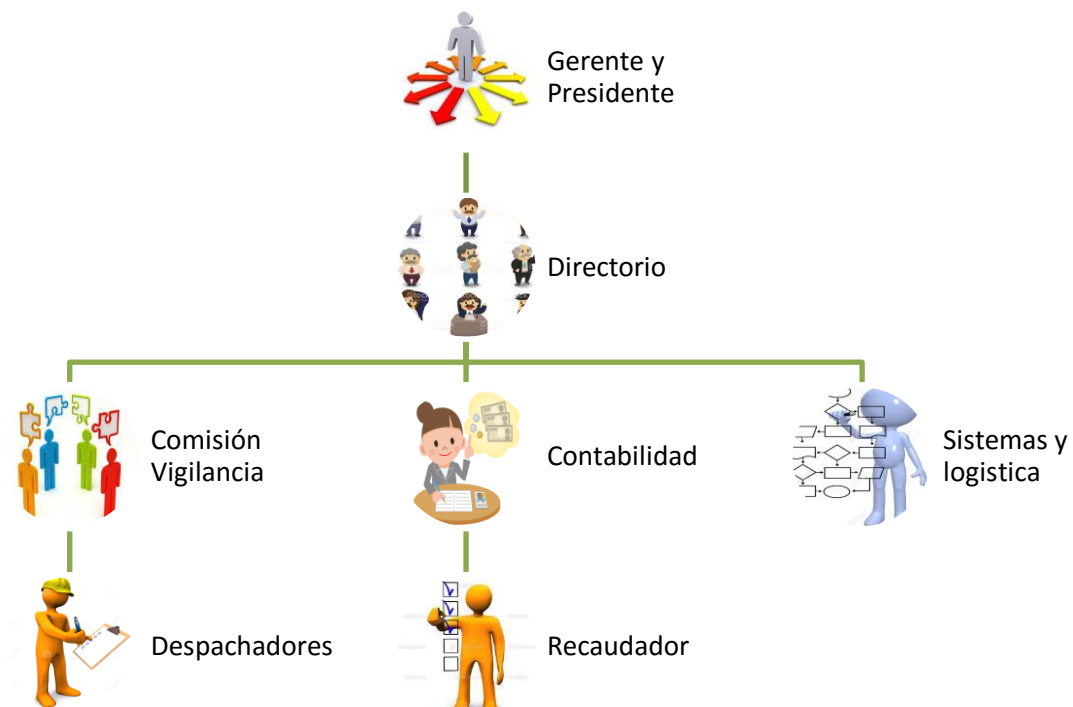 Gerente y
Presidente
Directorio
Comisión
Vigilancia
Contabilidad
Sistemas y
logistica
Despachadores
Recaudador